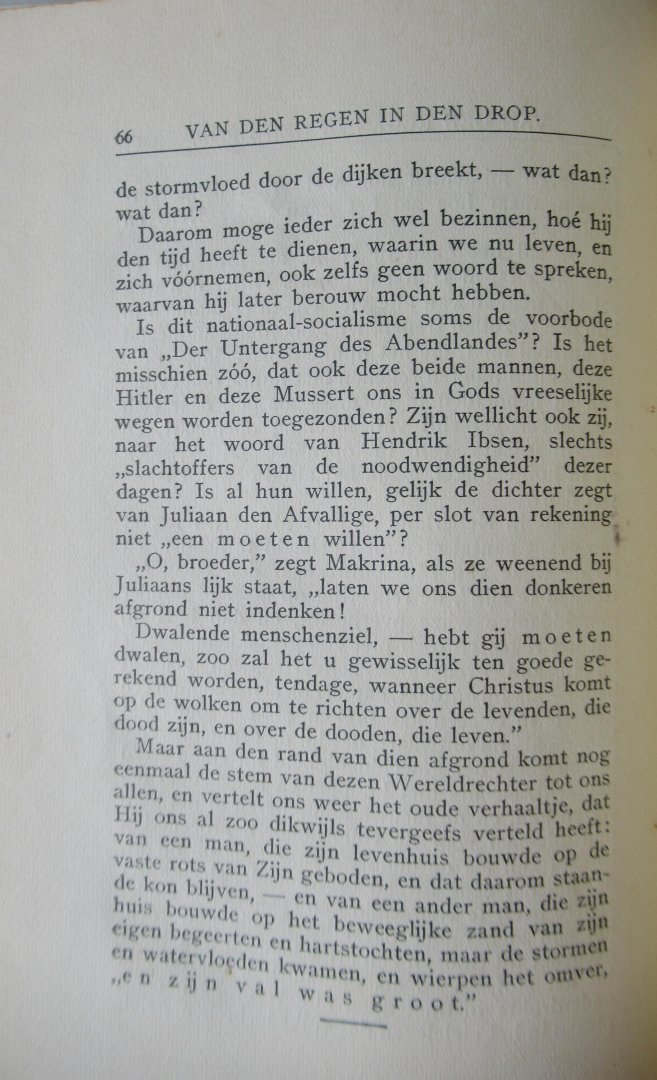 66 VAN DEN REGEN IN DEN DROP.
de stormvloed door de dijken breekt, — wat dan?
wat dan?
Daarom moge ieder zich wel bezinnen, hoé hij
den tijd heeft te dienen, waarin we nu leven, en
zich vóórnemen, ook zelfs geen woord te spreken,
waarvan hij later berouw mocht hebben.
Is dit nationaal-socialisme soms de voorbode
van „Der Untergang des Abendlandes”? Is het
misschien zóó, dat ook deze beide mannen, deze
Hitler en deze Mussert ons in Gods vreeselijke
wegen worden toegezonden? Zijn wellicht ook zij,
naar het woord van Hendrik Ibsen, slechts
„slachtoffers van de noodwendigheid” dezer
dagen? Is al hun willen, gelijk de dichter zegt
van Juliaan den Afvallige, per slot van rekening
niet „een moeten willen”?
„O, broeder,” zegt Makrina, als ze weenend bij
Juliaans lijk staat, „laten we ons dien donkeren
afgrond niet indenken!
Dwalende menschenziel, — hebt gij moeten
dwalen, zoo zal het u gewisselijk ten goede ge-
rekend worden, tendage, wanneer Christus komt
op de wolken om te richten over de levenden, die
dood zijn, en over de dooden, die leven.”
Maar aan den rand van dien afgrond komt nog
eenmaal de stem van dezen Wereldrechter tot ons
allen, en vertelt ons weer het oude verhaaltje, dat
Hij ons al zoo dikwijls tevergeefs verteld heeft:
van een man, die zijn levenhuis bouwde op de
vaste rots van Zijn geboden, en dat daarom staan-
de kon blijven, — en van een ander man, die zijn
huis bouwde op het beweeglijke zand van zijn
eigen begeerten en hartstochten, maar de stormen
en watervloeden kwamen, en wierpen het omver,
„en zijn val was groot.”